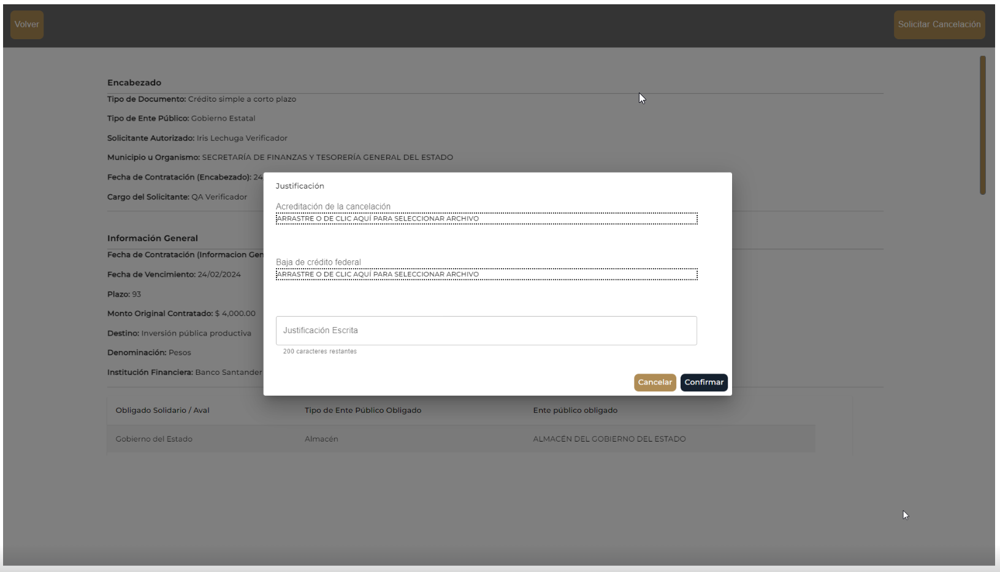 Volver
Solicitar Cancelación
Encabezado
Tipo de Documento: Crédito simple a corto plazo
Tipo de Ente Público: Gobierno Estatal
Solicitante Autorizado: Iris Lechuga Verificador
Municipio u Organismo: SECRETARÍA DE FINANZAS Y TESORERÍA GENERAL DEL ESTADO
Fecha de Contratación (Encabezado): 24
Cargo del Solicitante: QA Verificador
Justificación
Acreditación de la cancelación
ARRASTRE O DE CLIC AQUÍ PARA SELECCIONAR ARCHIVO
Baja de crédito federal
ARRASTRE O DE CLIC AQUÍ PARA SELECCIONAR ARCHIVO
Justificación Escrita
200 caracteres restantes
Cancelar
Confirmar
Información General
Fecha de Contratación (Informacion Gen
Fecha de Vencimiento: 24/02/2024
Plazo: 93
Monto Original Contratado: $ 4,000.00
Destino: Inversión pública productiva
Denominación: Pesos
Institución Financiera: Banco Santander
Obligado Solidario / Aval
Tipo de Ente Público Obligado
Ente público obligado
Gobierno del Estado
Almacén
ALMACÉN DEL GOBIERNO DEL ESTADO